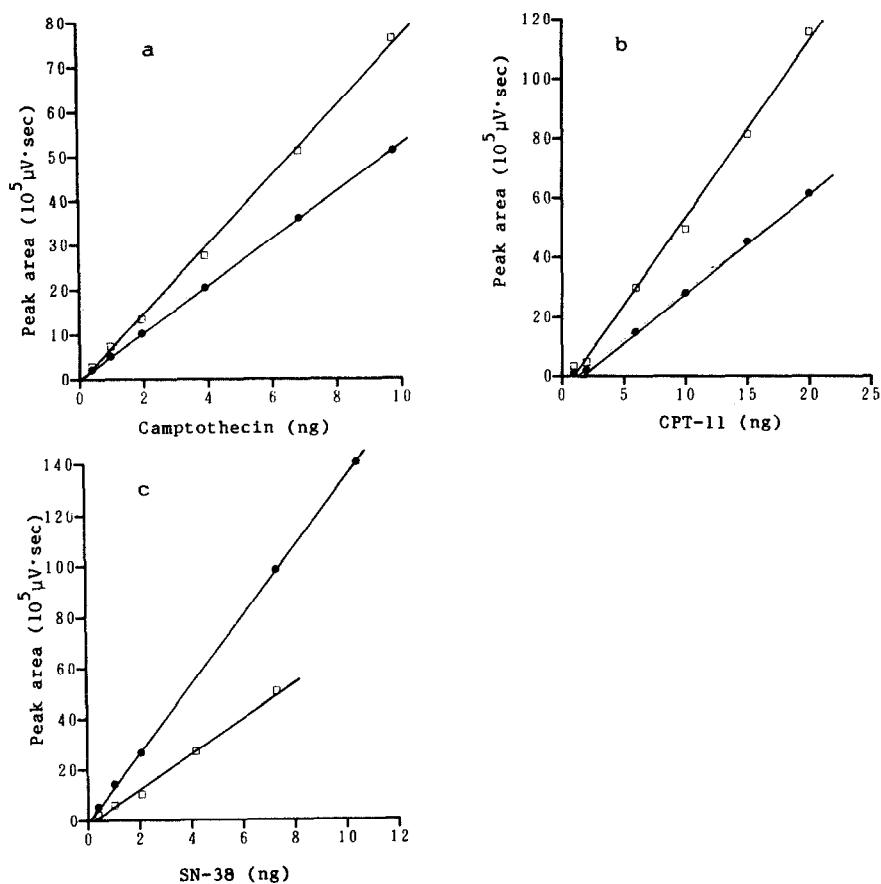 a
Peak area (10⁵μV·sec)
80
70
60
50
40
30
20
10
0
0 2 4 6 8 10
Camptothecin (ng)
b
Peak area (10⁵μV·sec)
120
100
80
60
40
20
0
0 5 10 15 20 25
CPT-11 (ng)
c
Peak area (10⁵μV·sec)
140
120
100
80
60
40
20
0
0 2 4 6 8 10 12
SN-38 (ng)